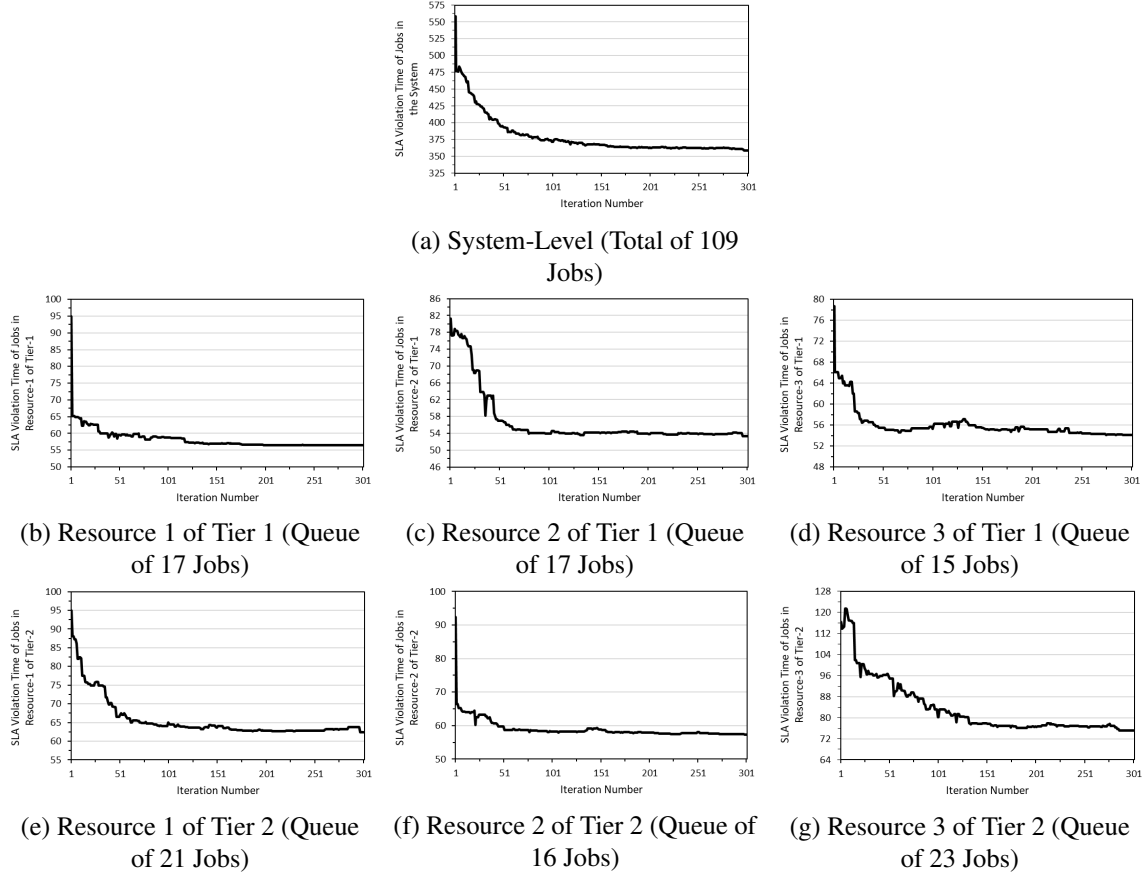 575
550
525
500
475
450
425
400
375
350
325
SLA Violation Time of Jobs in
the System
1 51 101 151 201 251 301
Iteration Number
(a) System-Level (Total of 109
Jobs)
100
95
90
85
80
75
70
65
60
55
50
SLA Violation Time of Jobs in
Resource-1 of Tier-1
1 51 101 151 201 251 301
Iteration Number
(b) Resource 1 of Tier 1 (Queue
of 17 Jobs)
86
82
78
74
70
66
62
58
54
50
46
SLA Violation Time of Jobs in
Resource-2 of Tier-1
1 51 101 151 201 251 301
Iteration Number
(c) Resource 2 of Tier 1 (Queue
of 17 Jobs)
80
76
72
68
64
60
56
52
48
SLA Violation Time of Jobs in
Resource-3 of Tier-1
1 51 101 151 201 251 301
Iteration Number
(d) Resource 3 of Tier 1 (Queue
of 15 Jobs)
100
95
90
85
80
75
70
65
60
55
SLA Violation Time of Jobs in
Resource-1 of Tier-2
1 51 101 151 201 251 301
Iteration Number
(e) Resource 1 of Tier 2 (Queue
of 21 Jobs)
100
90
80
70
60
50
SLA Violation Time of Jobs in
Resource-2 of Tier-2
1 51 101 151 201 251 301
Iteration Number
(f) Resource 2 of Tier 2 (Queue of
16 Jobs)
128
120
112
104
96
88
80
72
64
SLA Violation Time of Jobs in
Resource-3 of Tier-2
1 51 101 151 201 251 301
Iteration Number
(g) Resource 3 of Tier 2 (Queue
of 23 Jobs)